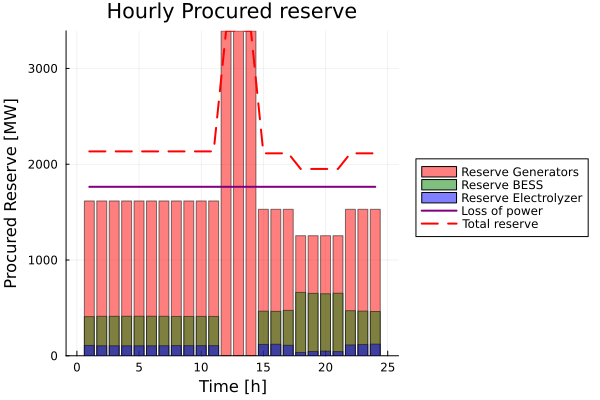 Hourly Procured reserve
Procured Reserve [MW]
3000
2000
1000
0
0 5 10 15 20 25
Time [h]
Reserve Generators
Reserve BESS
Reserve Electrolyzer
Loss of power
Total reserve